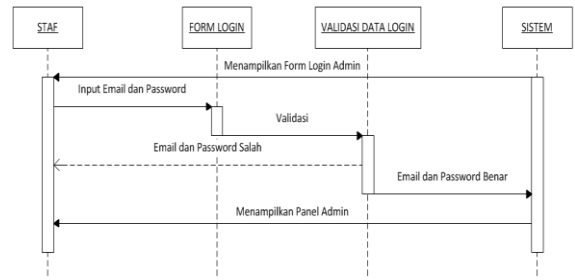 STAF
FORM LOGIN
VALIDASI DATA LOGIN
SISTEM
Menampilkan Form Login Admin
Input Email dan Password
Validasi
Email dan Password Salah
Email dan Password Benar
Menampilkan Panel Admin